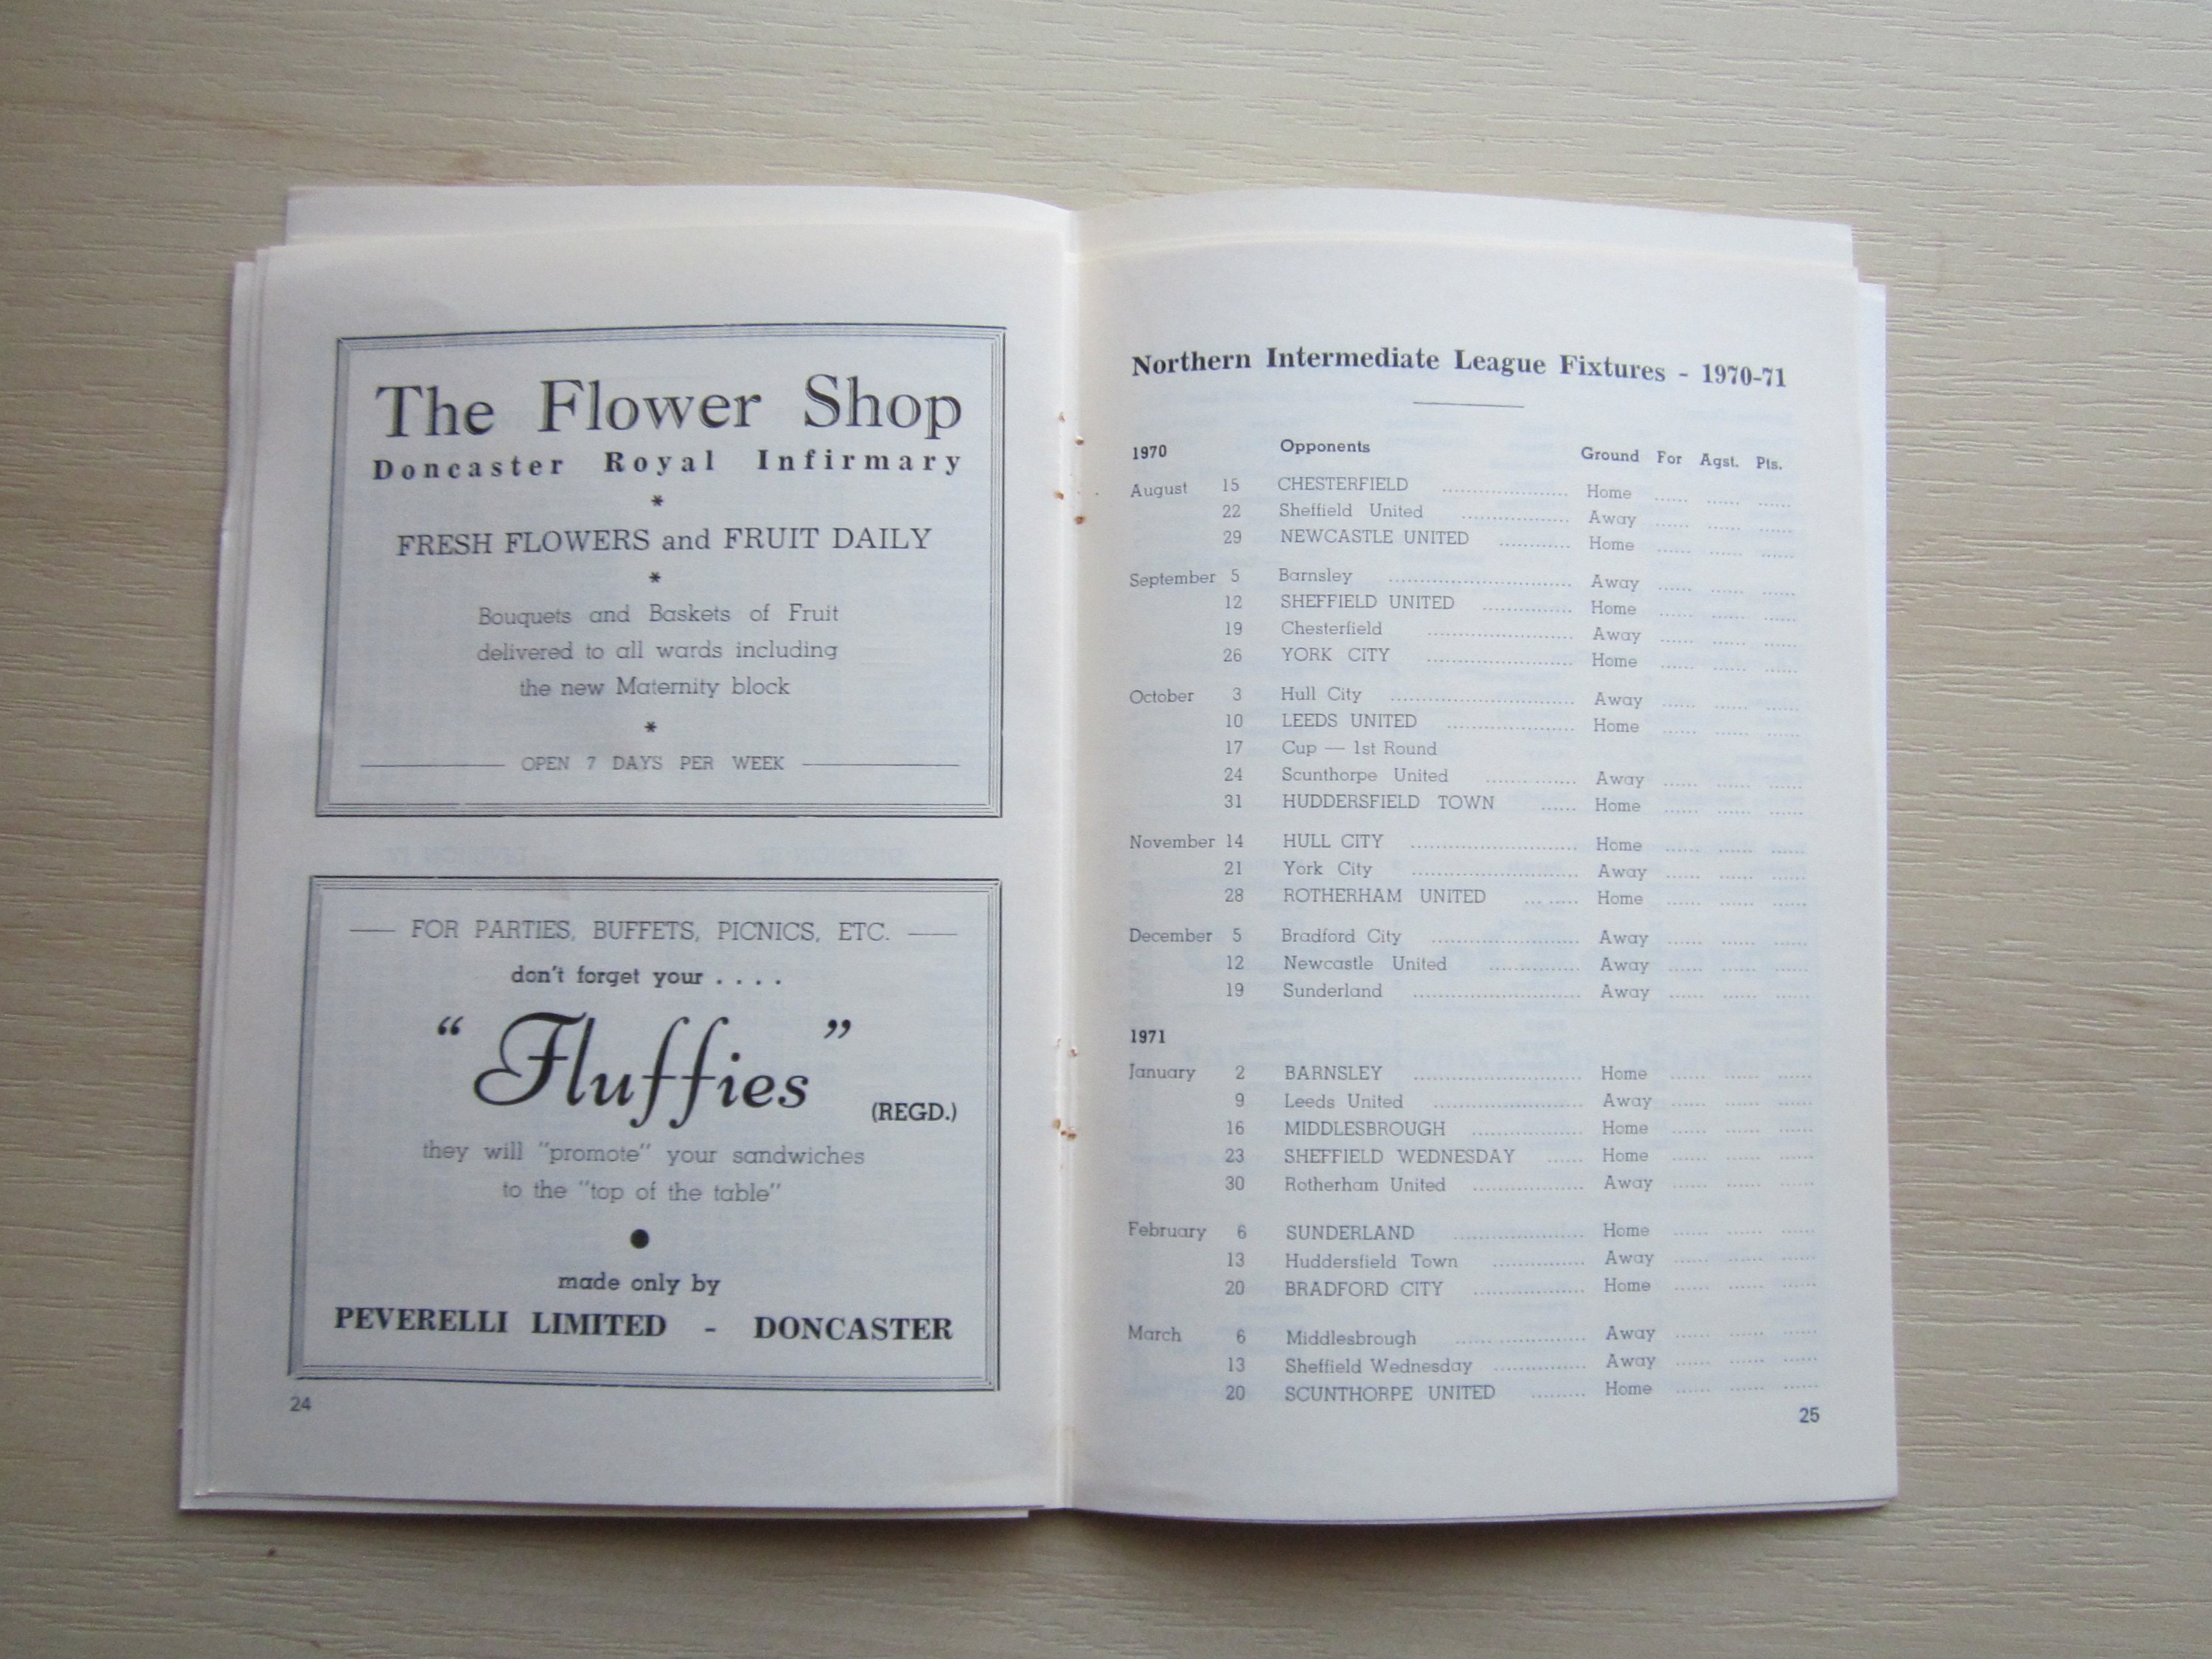 The Flower Shop
Doncaster Royal Infirmary
*
FRESH FLOWERS and FRUIT DAILY
*
Bouquets and Baskets of Fruit
delivered to all wards including
the new Maternity block
*
OPEN 7 DAYS PER WEEK
FOR PARTIES, BUFFETS, PICNICS, ETC.
don't forget your . . . .
" Fluffies "
(REGD.)
they will "promote" your sandwiches
to the "top of the table"
made only by
PEVERELLI LIMITED - DONCASTER
24
Northern Intermediate League Fixtures - 1970-71
1970 Opponents Ground For Agst. Pts.
August 15 CHESTERFIELD Home
22 Sheffield United Away
29 NEWCASTLE UNITED Home
September 5 Barnsley Away
12 SHEFFIELD UNITED Home
19 Chesterfield Away
26 YORK CITY Home
October 3 Hull City Away
10 LEEDS UNITED Home
17 Cup — 1st Round
24 Scunthorpe United Away
31 HUDDERSFIELD TOWN Home
November 14 HULL CITY Home
21 York City Away
28 ROTHERHAM UNITED Home
December 5 Bradford City Away
12 Newcastle United Away
19 Sunderland Away
1971
January 2 BARNSLEY Home
9 Leeds United Away
16 MIDDLESBROUGH Home
23 SHEFFIELD WEDNESDAY Home
30 Rotherham United Away
February 6 SUNDERLAND Home
13 Huddersfield Town Away
20 BRADFORD CITY Home
March 6 Middlesbrough Away
13 Sheffield Wednesday Away
20 SCUNTHORPE UNITED Home
25